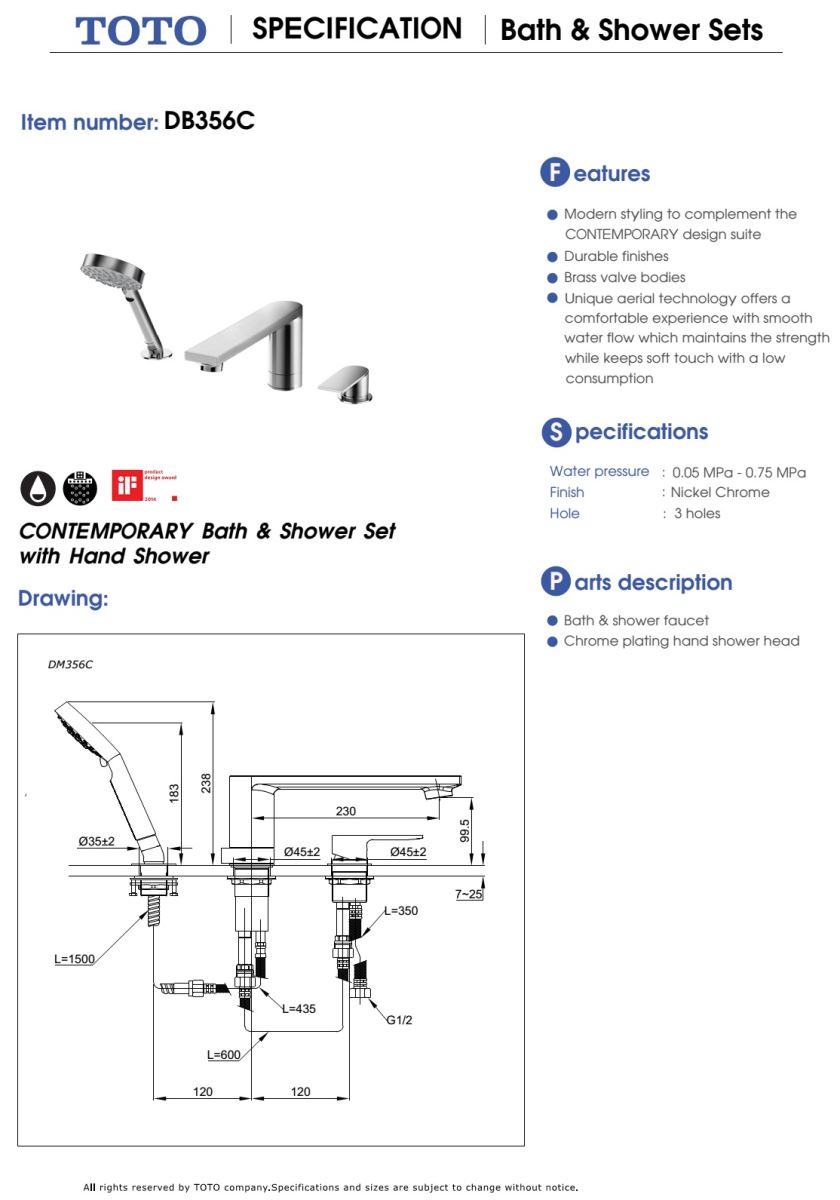 TOTO | SPECIFICATION | Bath & Shower Sets
Item number: DB356C
Features
Modern styling to complement the
CONTEMPORARY design suite
Durable finishes
Brass valve bodies
Unique aerial technology offers a
comfortable experience with smooth
water flow which maintains the strength
while keeps soft touch with a low
consumption
Specifications
Water pressure : 0.05 MPa - 0.75 MPa
Finish : Nickel Chrome
Hole : 3 holes
Parts description
Bath & shower faucet
Chrome plating hand shower head
iF
product
design award
2014
CONTEMPORARY Bath & Shower Set
with Hand Shower
Drawing:
DM356C
183
238
230
99.5
Ø35±2
Ø45±2
Ø45±2
7~25
L=350
L=1500
L=435
G1/2
L=600
120
120
All rights reserved by TOTO company.Specifications and sizes are subject to change without notice.